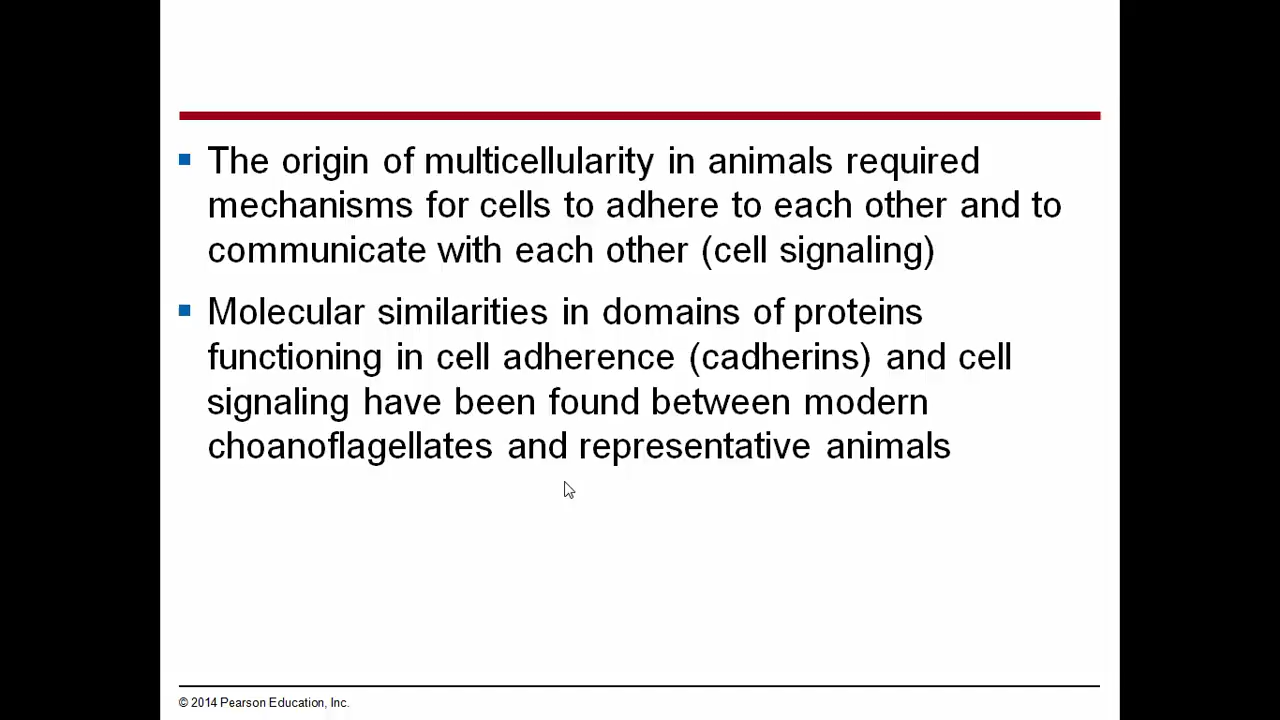 The origin of multicellularity in animals required
mechanisms for cells to adhere to each other and to
communicate with each other (cell signaling)
Molecular similarities in domains of proteins
functioning in cell adherence (cadherins) and cell
signaling have been found between modern
choanoflagellates and representative animals
© 2014 Pearson Education, Inc.